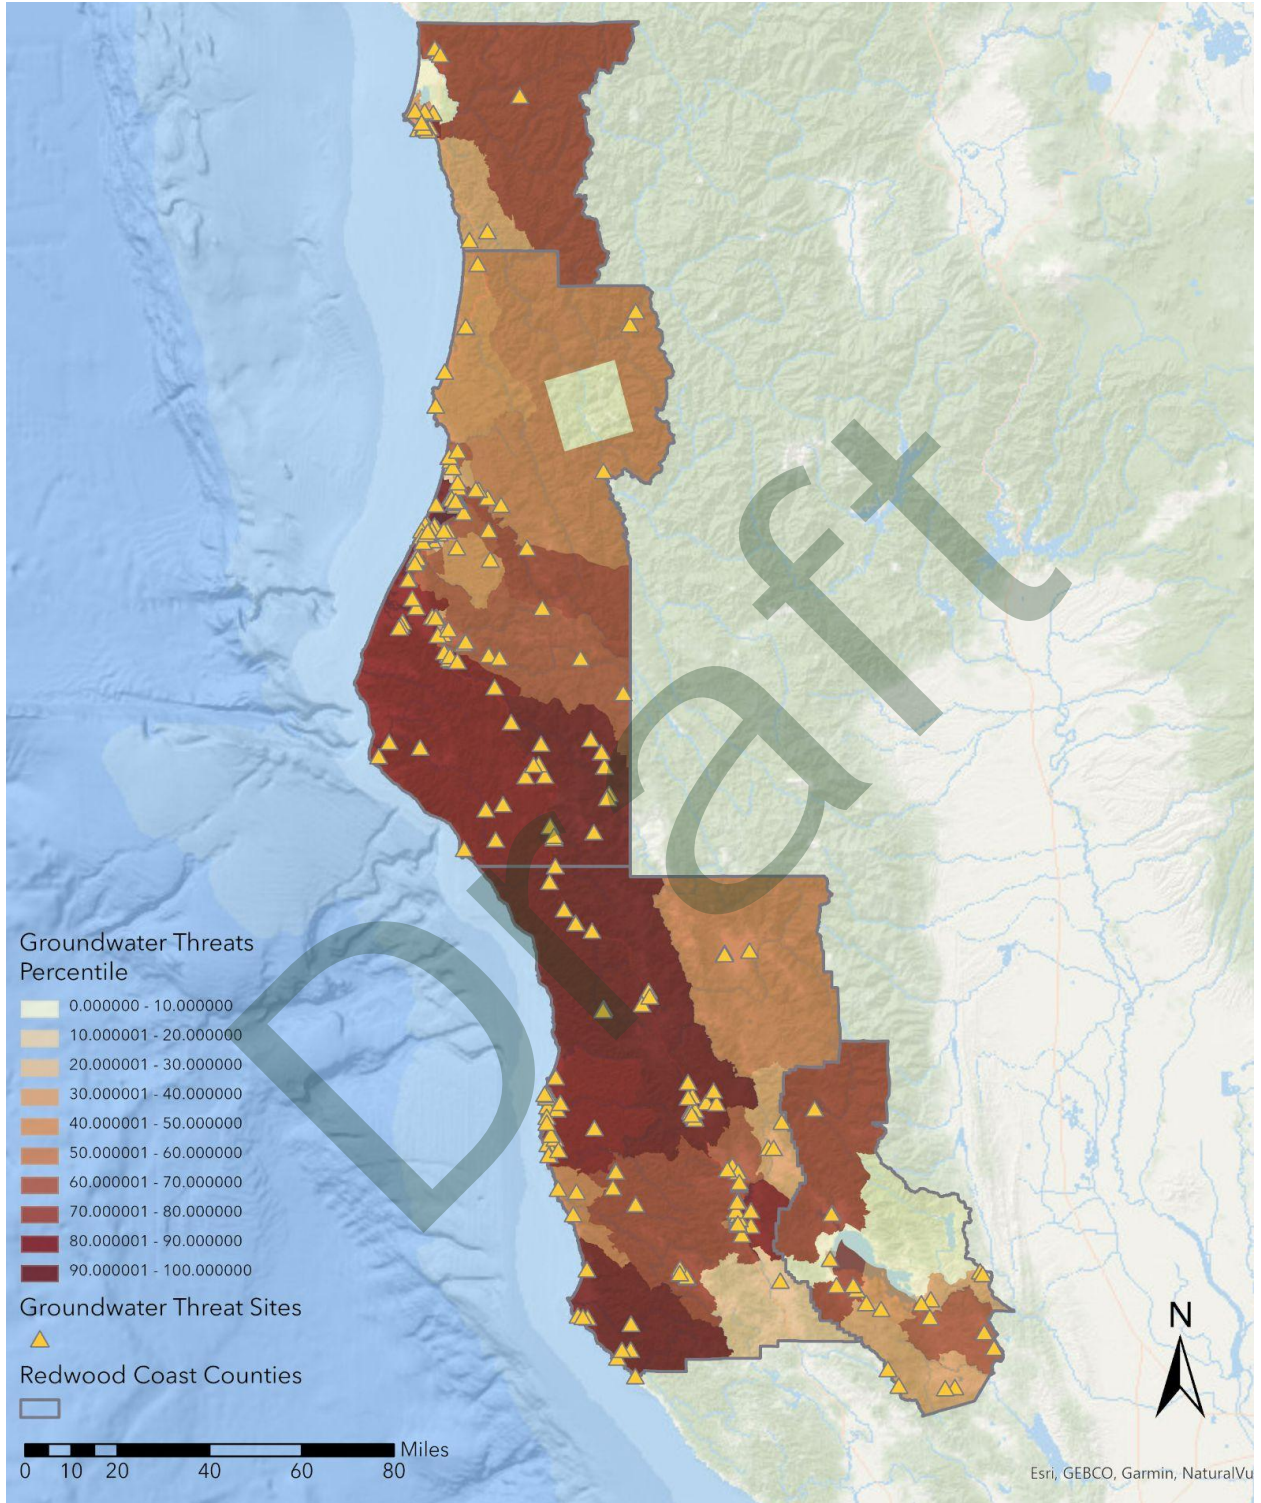 Draft
Groundwater Threats
Percentile
0.000000 - 10.000000
10.000001 - 20.000000
20.000001 - 30.000000
30.000001 - 40.000000
40.000001 - 50.000000
50.000001 - 60.000000
60.000001 - 70.000000
70.000001 - 80.000000
80.000001 - 90.000000
90.000001 - 100.000000
Groundwater Threat Sites
Redwood Coast Counties
N
Miles
0 10 20 40 60 80
Esri, GEBCO, Garmin, NaturalVu